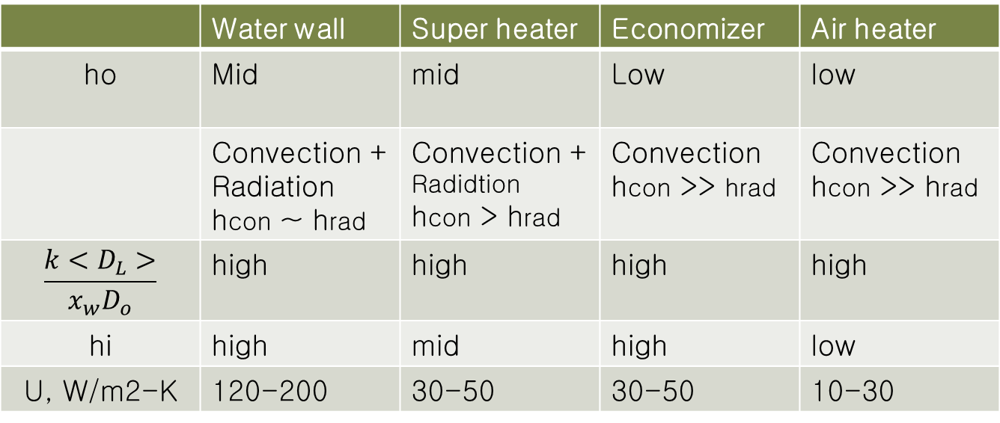 Water wall Super heater Economizer Air heater
ho Mid mid Low low
Convection + Convection + Convection Convection
Radiation Radidtion hcon >> hrad hcon >> hrad
hcon ~ hrad hcon > hrad
k < D_L > / x_w D_o high high high high
hi high mid high low
U, W/m2-K 120-200 30-50 30-50 10-30